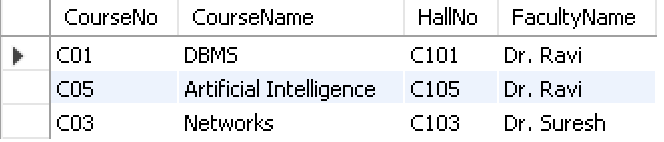 CourseNo CourseName HallNo FacultyName
C01 DBMS C101 Dr. Ravi
C05 Artificial Intelligence C105 Dr. Ravi
C03 Networks C103 Dr. Suresh